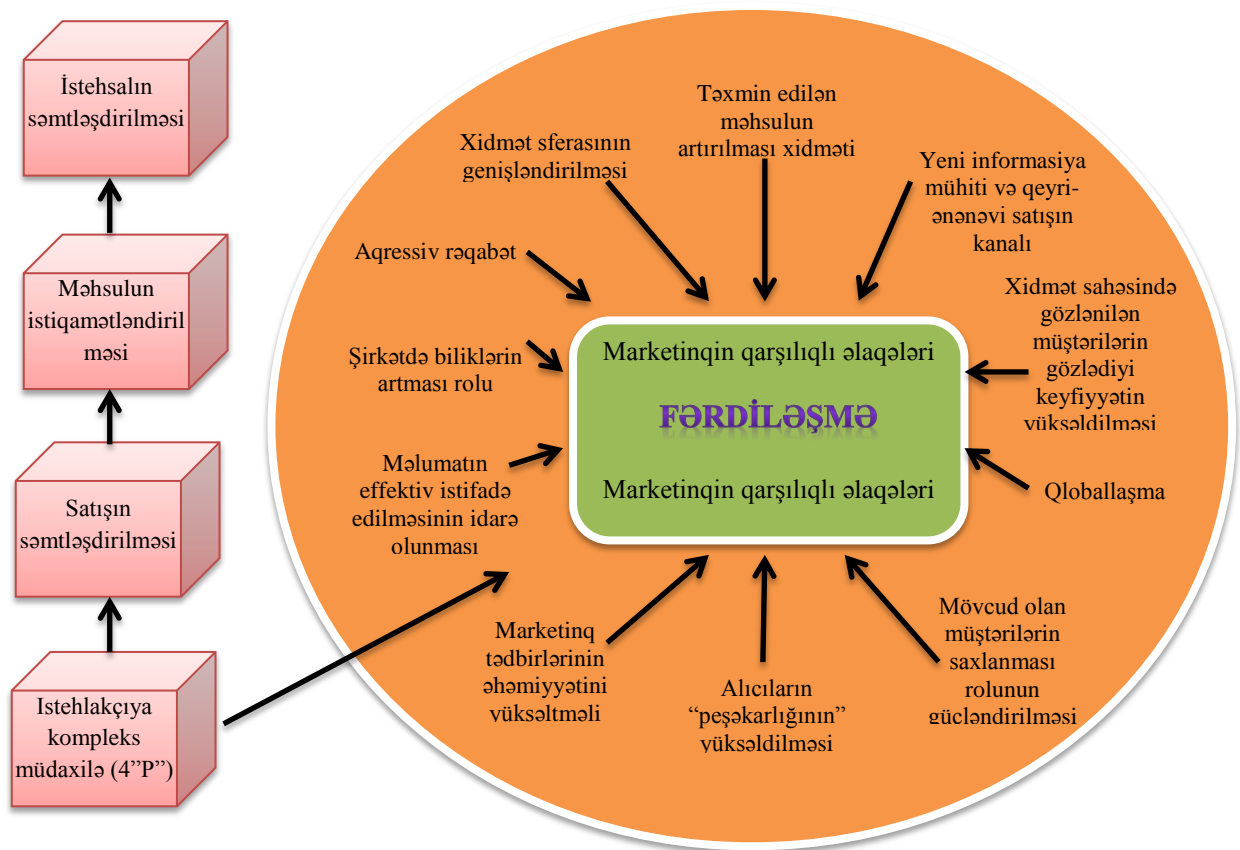 İstehsalın
səmtləşdirilməsi
Məhsulun
istiqamətləndiril
məsi
Satışın
səmtləşdirilməsi
Istehlakçıya
kompleks
müdaxilə (4”P”)
Təxmin edilən
məhsulun
artırılması xidməti
Xidmət sferasının
genişləndirilməsi
Yeni informasiya
mühiti və qeyri-
ənənəvi satışın
kanalı
Aqressiv rəqabət
Xidmət sahəsində
gözlənilən
müştərilərin
gözlədiyi
keyfiyyətin
yüksəldilməsi
Şirkətdə biliklərin
artması rolu
Marketinqin qarşılıqlı əlaqələri
FƏRDİLƏŞMƏ
Marketinqin qarşılıqlı əlaqələri
Məlumatın
effektiv istifadə
edilməsinin idarə
olunması
Qloballaşma
Marketinq
tədbirlərinin
əhəmiyyətini
yüksəltməli
Alıcıların
“peşəkarlığının”
yüksəldilməsi
Mövcud olan
müştərilərin
saxlanması
rolunun
gücləndirilməsi